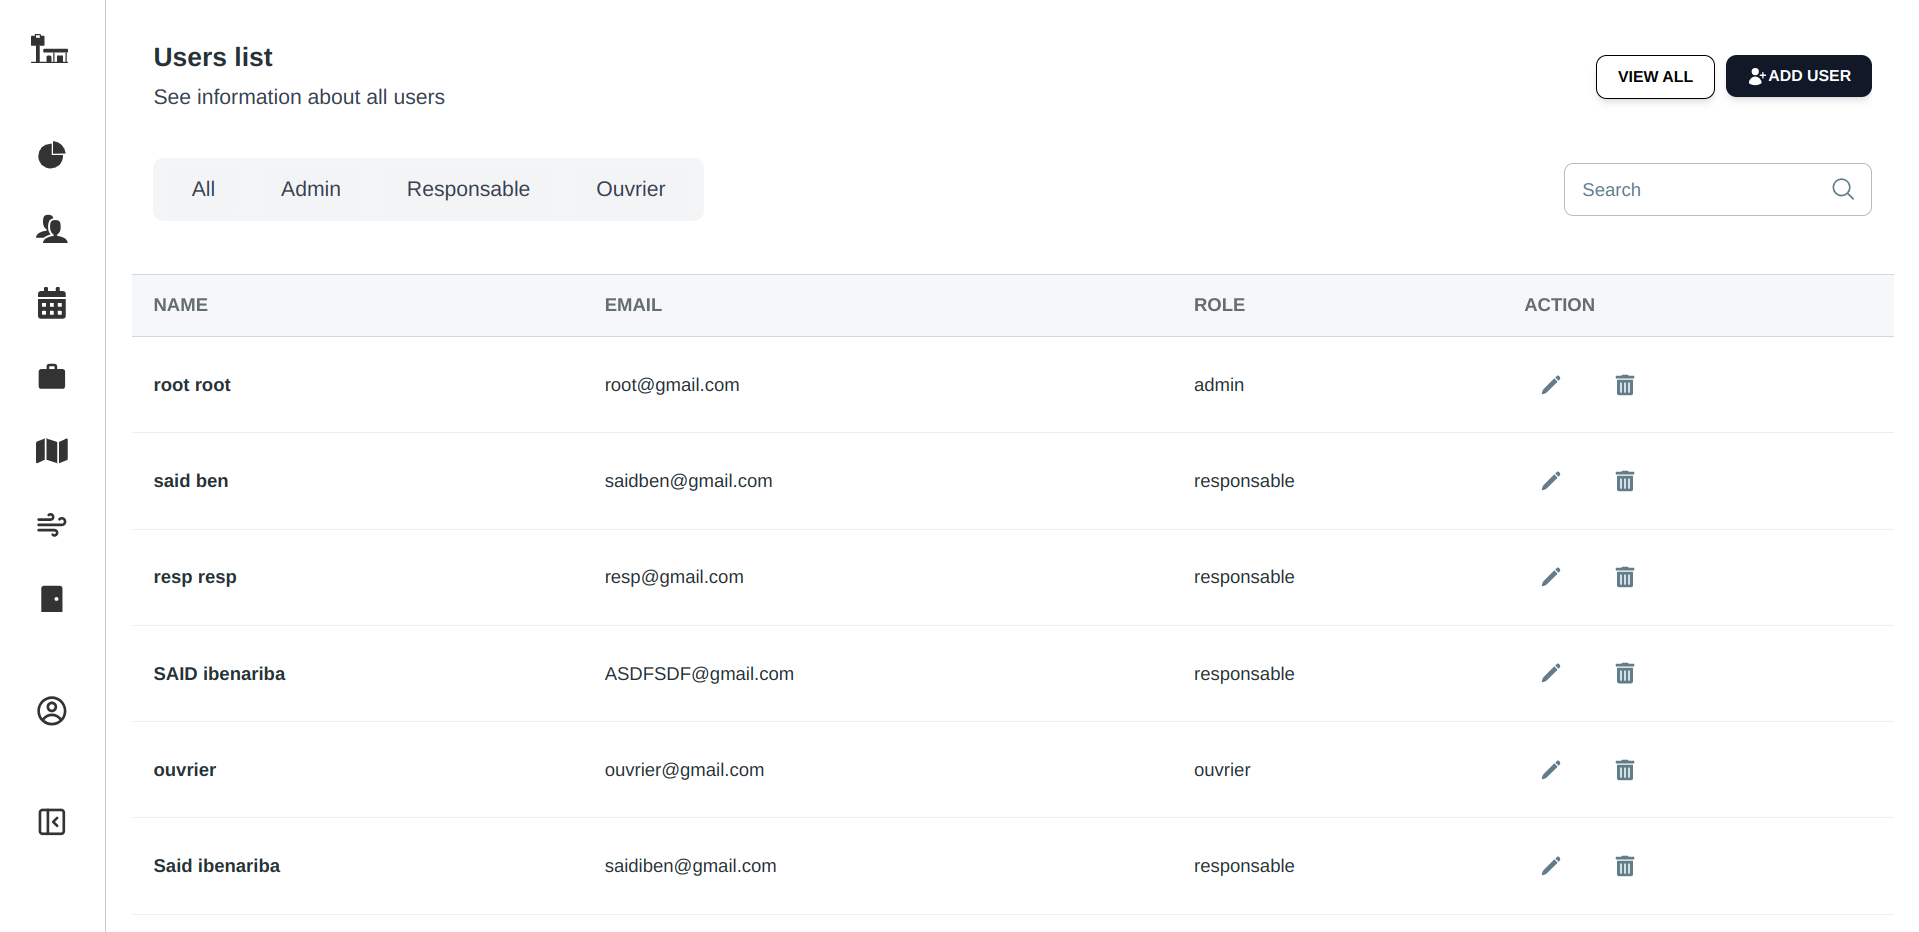 Users list
See information about all users
VIEW ALL
ADD USER
All Admin Responsable Ouvrier
Search
NAME EMAIL ROLE ACTION
root root root@gmail.com admin
said ben saidben@gmail.com responsable
resp resp resp@gmail.com responsable
SAID ibenariba ASDFSDF@gmail.com responsable
ouvrier ouvrier@gmail.com ouvrier
Said ibenariba saidiben@gmail.com responsable